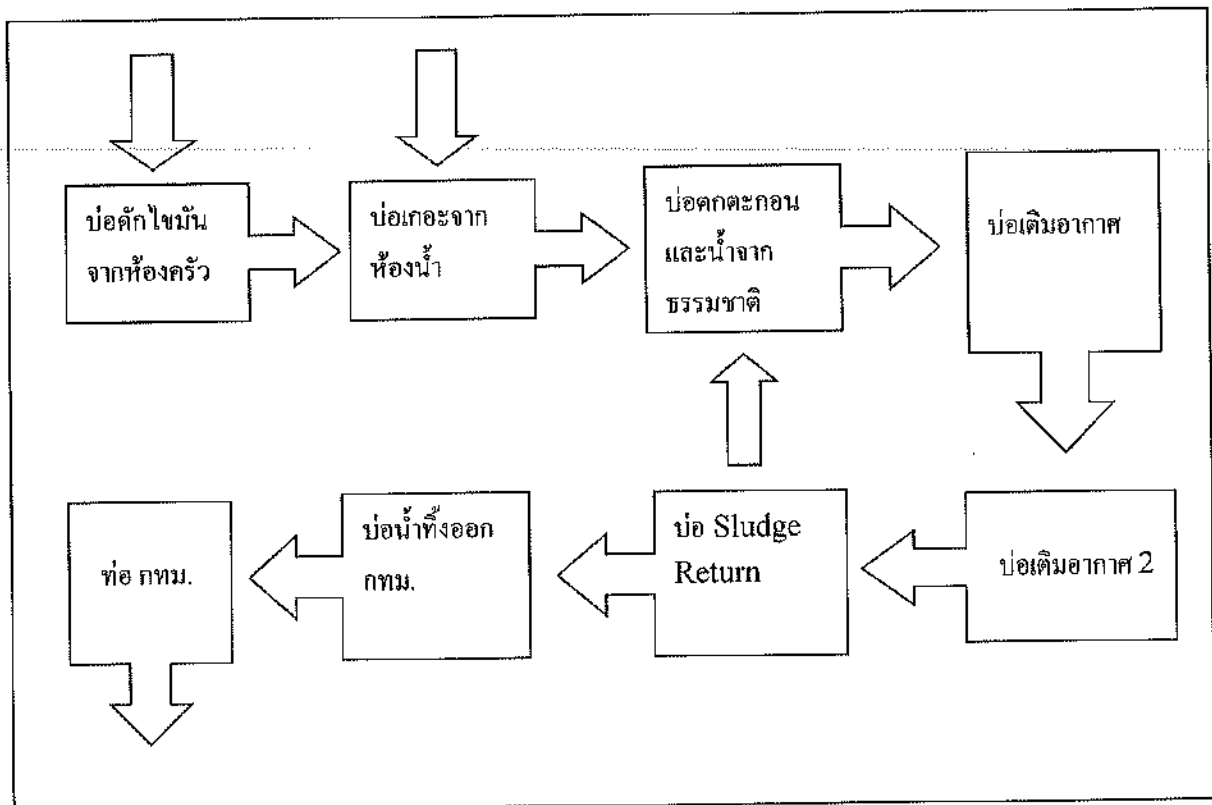 บ่อดักไขมัน
จากห้องครัว
บ่อเกอะจาก
ห้องน้ำ
บ่อตกตะกอน
และน้ำจาก
ธรรมชาติ
บ่อเติมอากาศ
บ่อเติมอากาศ 2
บ่อ Sludge
Return
บ่อน้ำทิ้งออก
กทม.
ท่อ กทม.